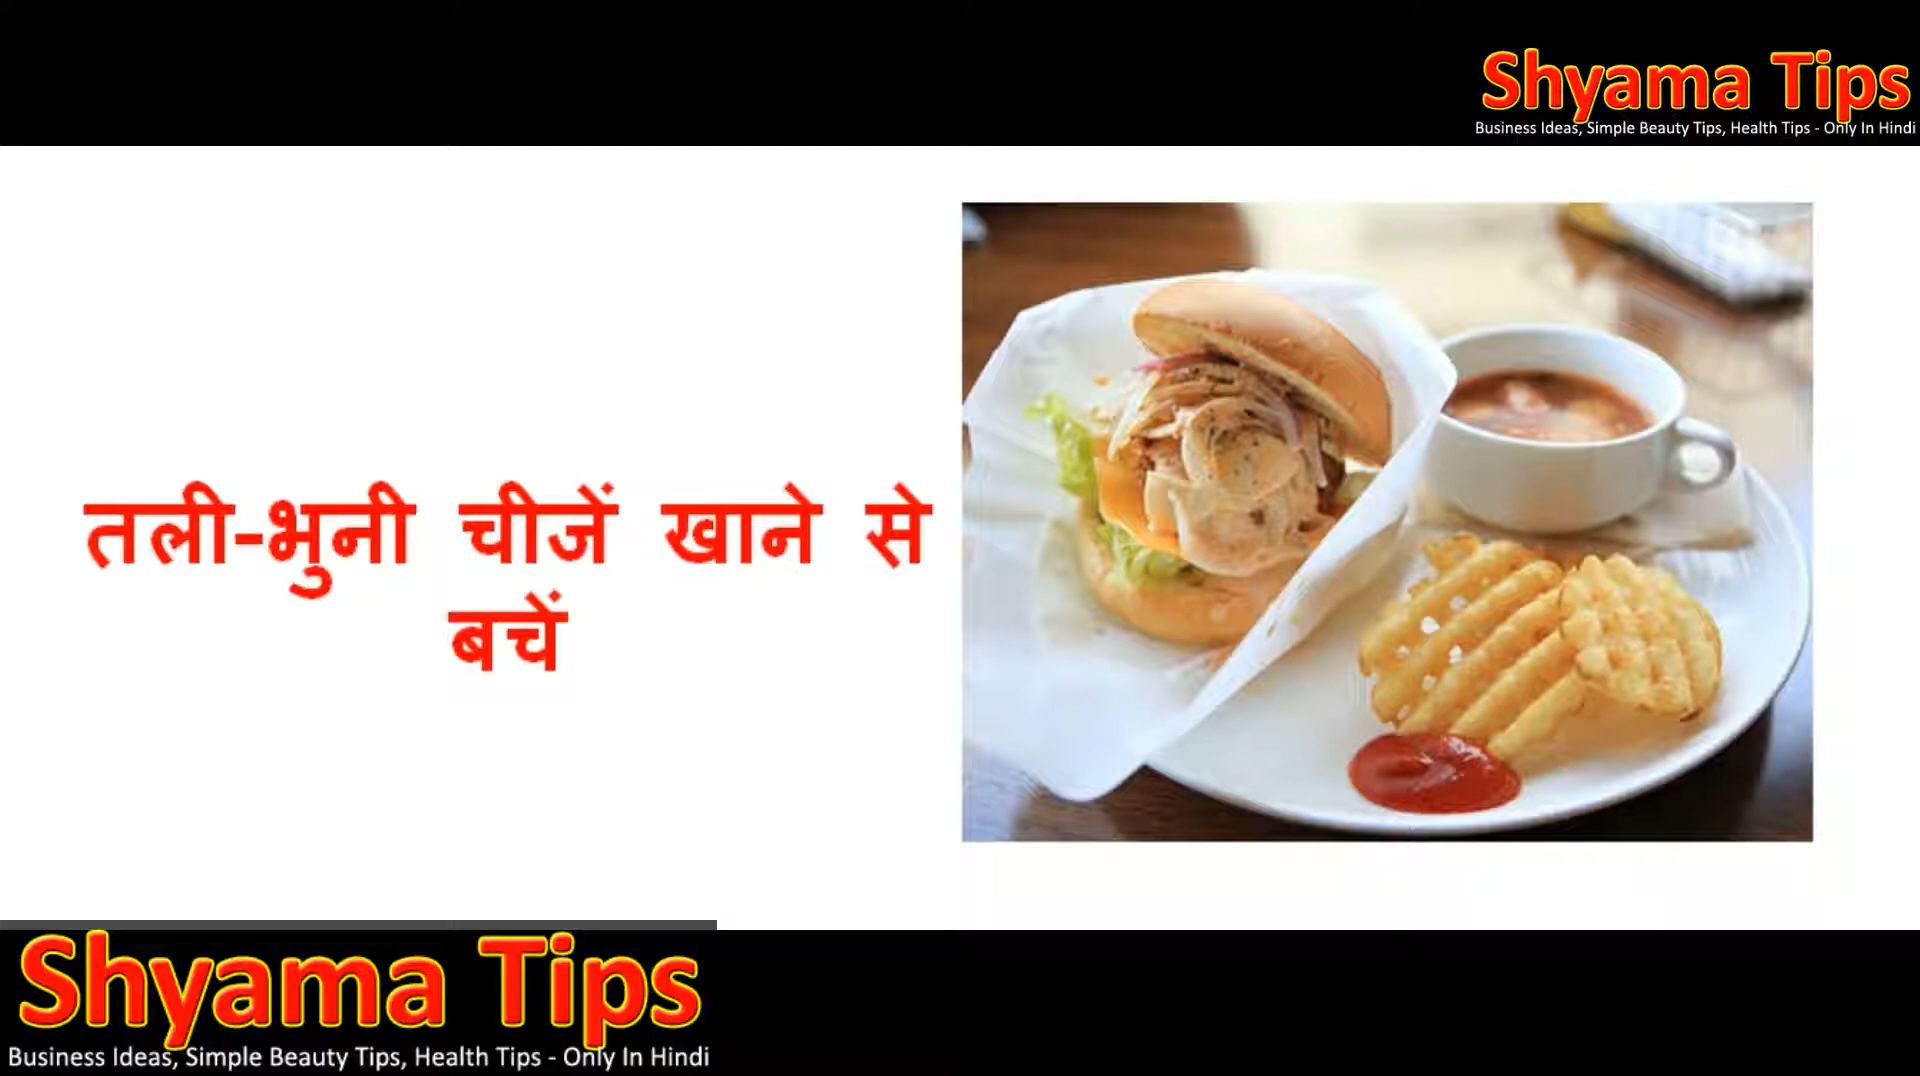 Shyama Tips
Business Ideas, Simple Beauty Tips, Health Tips - Only In Hindi
तली-भुनी चीजें खाने से
बचें
Shyama Tips
Business Ideas, Simple Beauty Tips, Health Tips - Only In Hindi